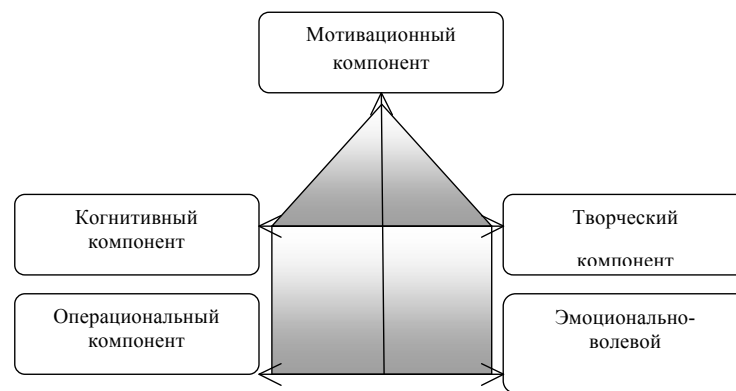 Мотивационный
компонент
Когнитивный
компонент
Творческий
компонент
Операциональный
компонент
Эмоционально-
волевой